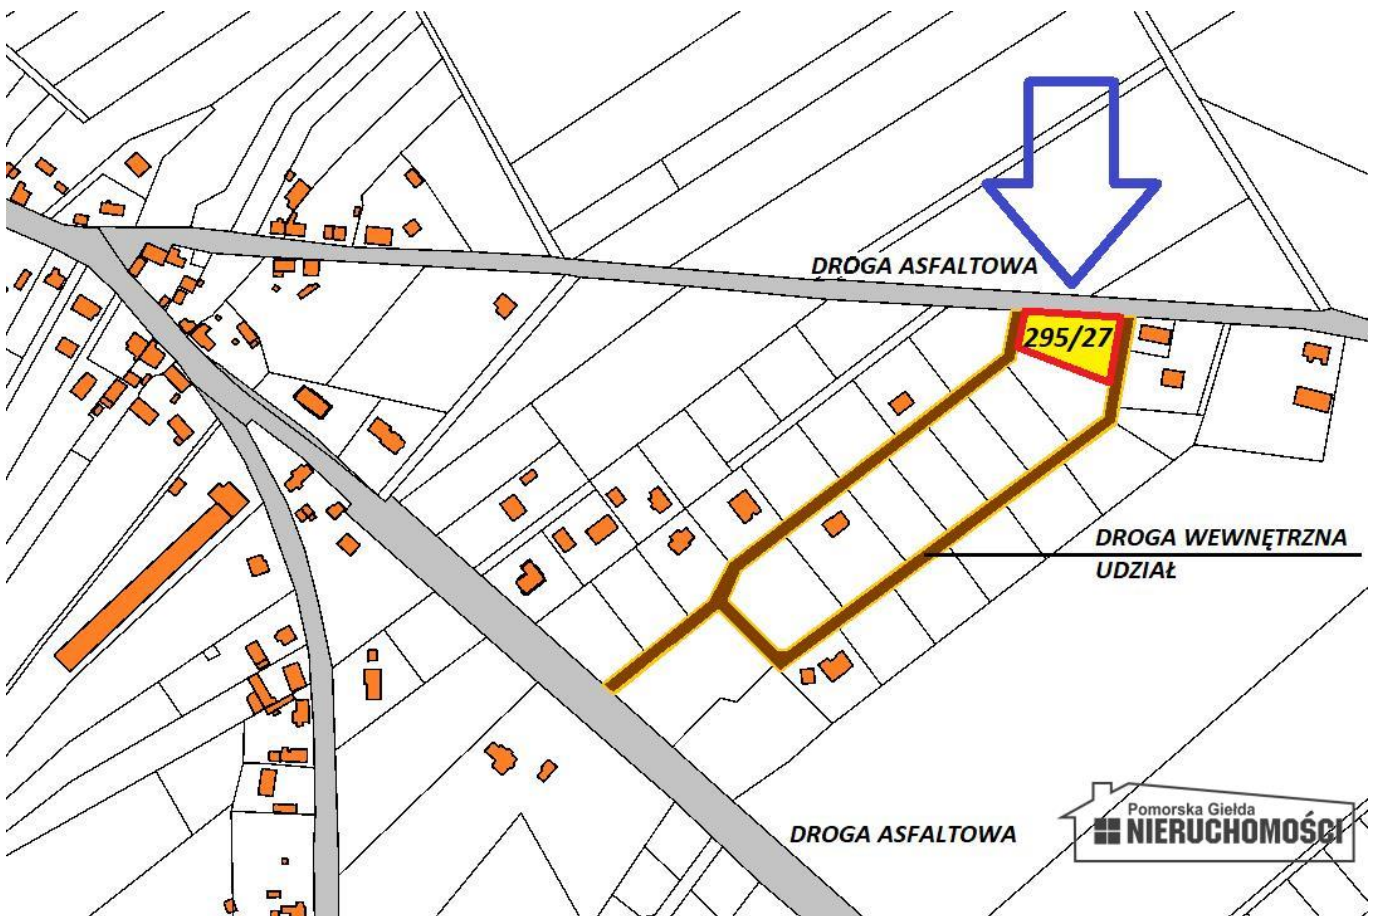 DROGA ASFALTOWA
295/27
DROGA WEWNĘTRZNA
UDZIAŁ
DROGA ASFALTOWA
Pomorska Giełda
NIERUCHOMOŚCI